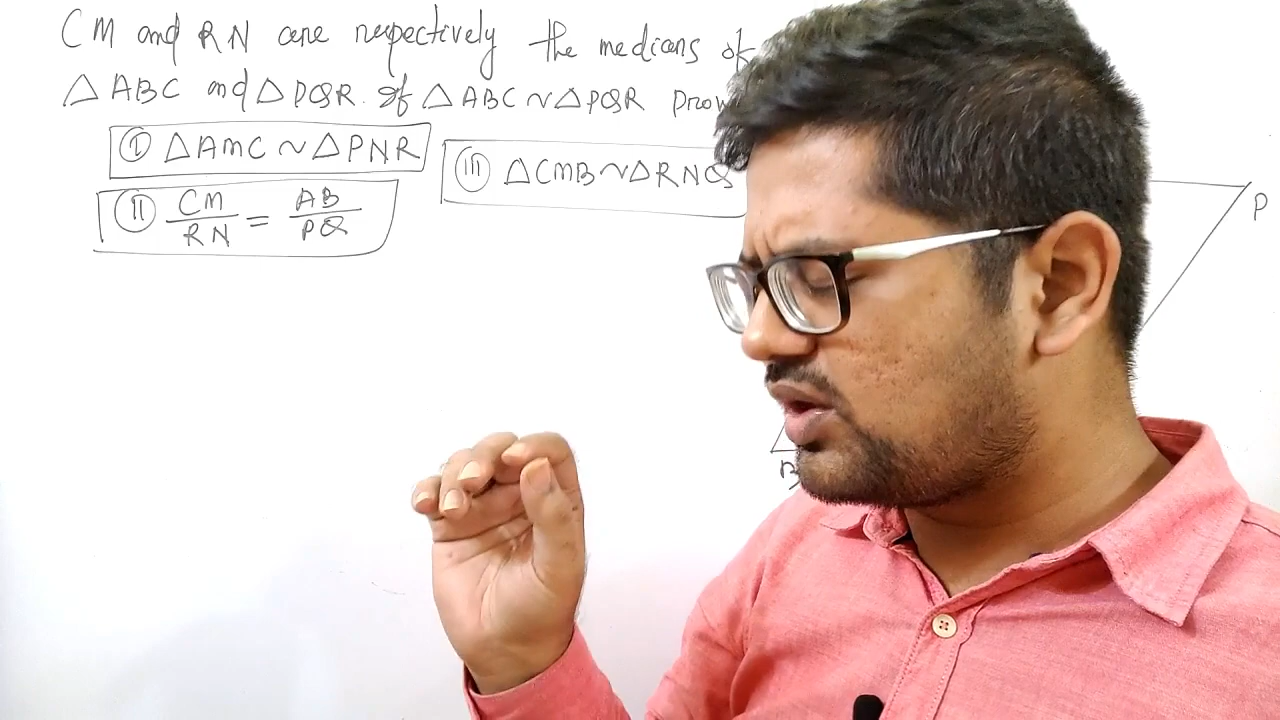 CM and RN are respectively the medians of
△ABC and △PQR. If △ABC ~ △PQR prov
Ⓘ △AMC ~ △PNR
Ⓘⓘⓘ △CMB ~ △RNQ
Ⓘⓘ CM/RN = AB/PQ
P
B